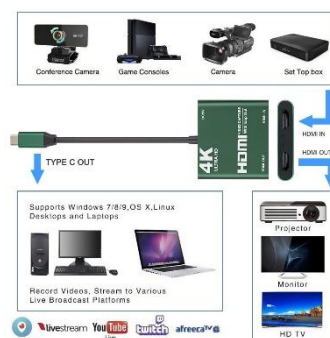 Conference Camera
Game Consoles
Camera
Set Top box
4K
ULTRA HD
HDMI
HDMI IN
HDMI OUT
TYPE C OUT
Supports Windows 7/8/9,OS X,Linux
Desktops and Laptops
Record Videos, Stream to Various
Live Broadcast Platforms
livestream
YouTube
Live
twitch
afreecaTV
Projector
Monitor
HD TV